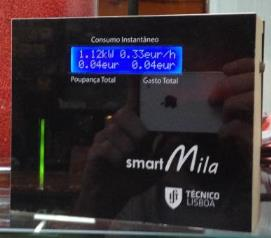 Consumo Instantâneo
1.12kW 0.33eur/h
0.04eur 0.04eur
Poupança Total Gasto Total
smart Mila
TÉCNICO
LISBOA